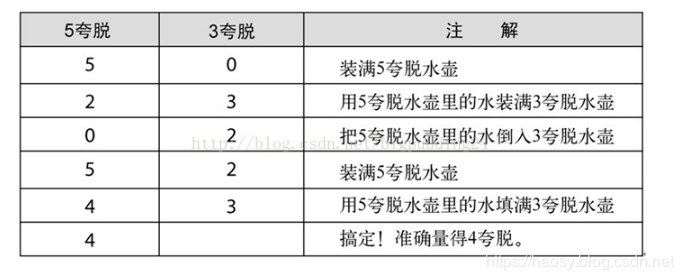 5夸脱 3夸脱 注 解
5 0 装满5夸脱水壶
2 3 用5夸脱水壶里的水装满3夸脱水壶
0 2 把5夸脱水壶里的水倒入3夸脱水壶
5 2 装满5夸脱水壶
4 3 用5夸脱水壶里的水填满3夸脱水壶
4 搞定！准确量得4夸脱。
https://haosy.blog.csdn.net